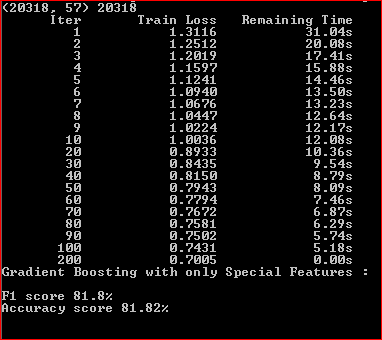 (20318, 57) 20318
Iter Train Loss Remaining Time
1 1.3116 31.04s
2 1.2512 20.08s
3 1.2019 17.41s
4 1.1597 15.88s
5 1.1241 14.46s
6 1.0940 13.50s
7 1.0676 13.23s
8 1.0447 12.64s
9 1.0224 12.17s
10 1.0036 12.08s
20 0.8933 10.36s
30 0.8435 9.54s
40 0.8150 8.79s
50 0.7943 8.09s
60 0.7794 7.46s
70 0.7672 6.87s
80 0.7581 6.29s
90 0.7502 5.74s
100 0.7431 5.18s
200 0.7005 0.00s
Gradient Boosting with only Special Features :
F1 score 81.8%
Accuracy score 81.82%